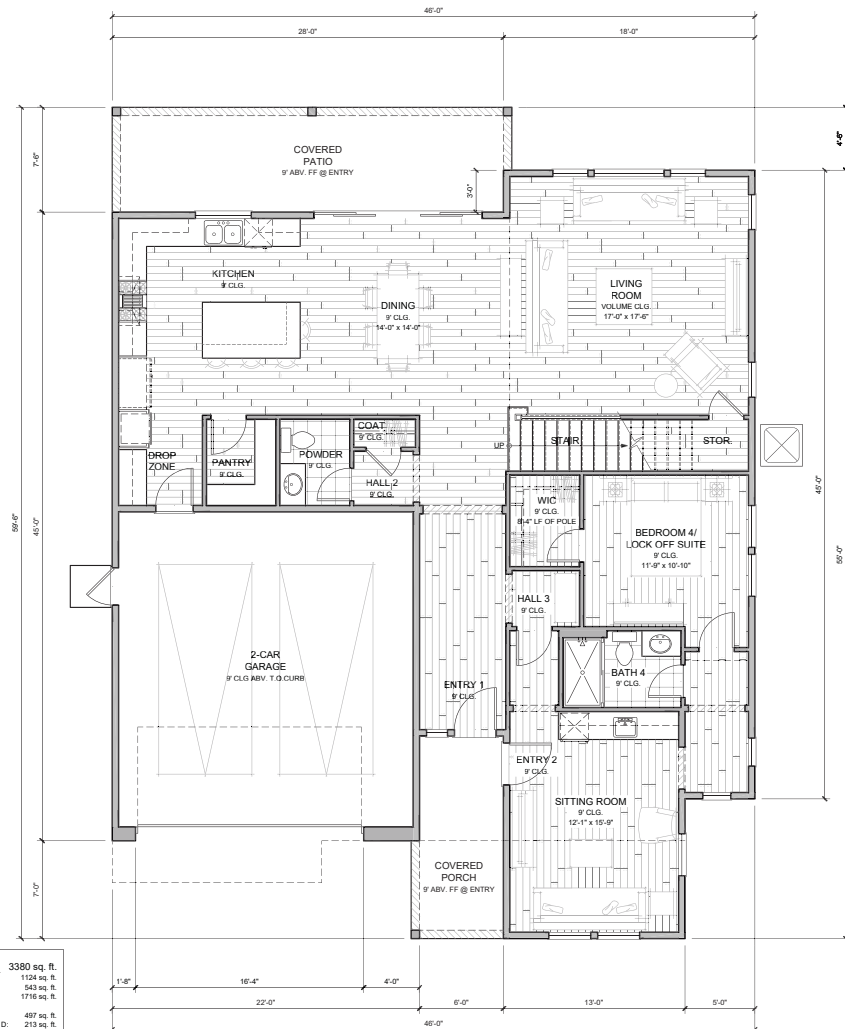 46'-0"
28'-0"
18'-0"
7'-6"
4'-6"
COVERED
PATIO
9' ABV. FF @ ENTRY
3'-0"
KITCHEN
9' CLG.
DINING
9' CLG.
14'-0" x 14'-0"
LIVING
ROOM
VOLUME CLG.
17'-0" x 17'-6"
COAT
9' CLG.
UP
STAIR
STOR.
DROP
ZONE
PANTRY
9' CLG.
POWDER
9' CLG.
HALL 2
9' CLG.
WIC
9' CLG.
8'-4" LF OF POLE
BEDROOM 4/
LOCK OFF SUITE
9' CLG.
11'-9" x 10'-10"
59'-6"
45'-0"
45'-0"
55'-0"
HALL 3
9' CLG.
2-CAR
GARAGE
9' CLG ABV. T.O.CURB
ENTRY 1
9' CLG.
BATH 4
9' CLG.
ENTRY 2
9' CLG.
SITTING ROOM
9' CLG.
12'-1" x 15'-9"
7'-0"
COVERED
PORCH
9' ABV. FF @ ENTRY
3380 sq. ft.
1124 sq. ft.
543 sq. ft.
1716 sq. ft.
497 sq. ft.
D: 213 sq. ft.
1'-8"
16'-4"
4'-0"
22'-0"
6'-0"
13'-0"
5'-0"
46'-0"